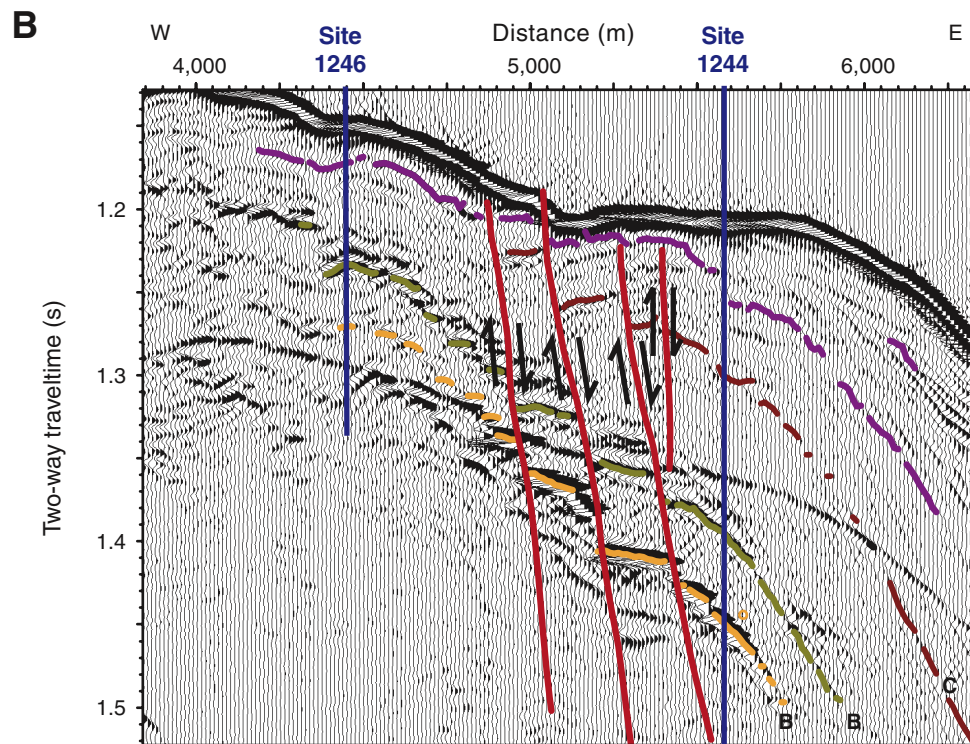 B
W
Site
1246
Distance (m)
Site
1244
E
4,000
5,000
6,000
Two-way traveltime (s)
1.2
1.3
1.4
1.5
B
B
C